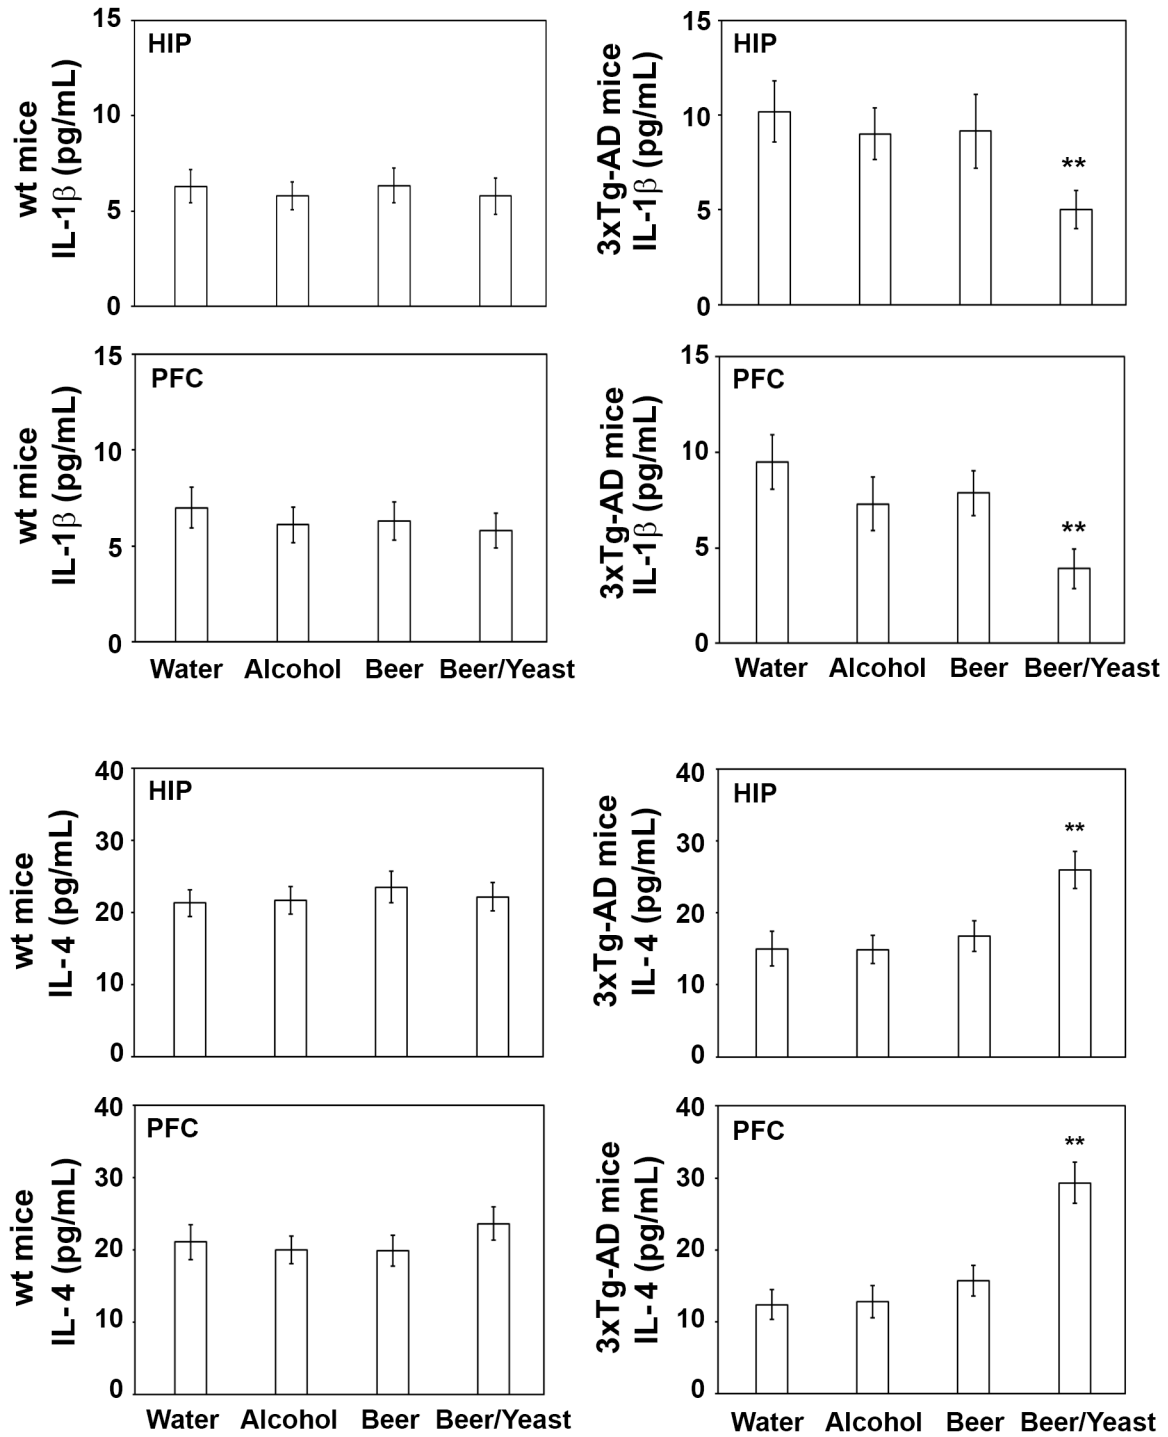 wt mice
IL-1β (pg/mL)
15
10
5
0
HIP
3xTg-AD mice
IL-1β (pg/mL)
15
10
5
0
HIP
**
wt mice
IL-1β (pg/mL)
15
10
5
0
PFC
Water Alcohol Beer Beer/Yeast
3xTg-AD mice
IL-1β (pg/mL)
15
10
5
0
PFC
**
Water Alcohol Beer Beer/Yeast
wt mice
IL-4 (pg/mL)
40
30
20
10
0
HIP
3xTg-AD mice
IL-4 (pg/mL)
40
30
20
10
0
HIP
**
wt mice
IL-4 (pg/mL)
40
30
20
10
0
PFC
Water Alcohol Beer Beer/Yeast
3xTg-AD mice
IL-4 (pg/mL)
40
30
20
10
0
PFC
**
Water Alcohol Beer Beer/Yeast